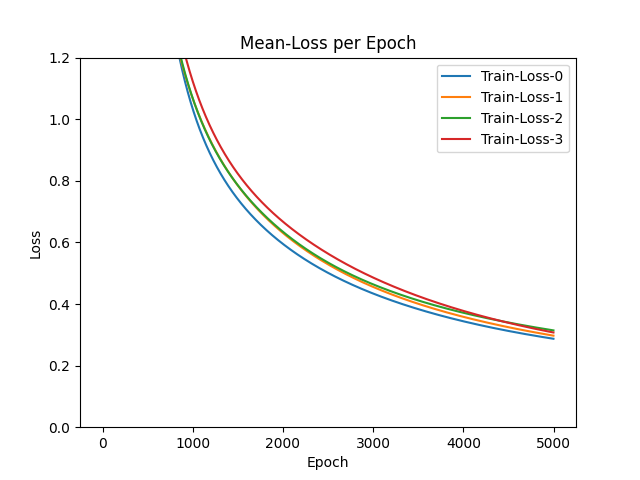 Mean-Loss per Epoch
1.2
1.0
0.8
0.6
0.4
0.2
0.0
Loss
Train-Loss-0
Train-Loss-1
Train-Loss-2
Train-Loss-3
0 1000 2000 3000 4000 5000
Epoch